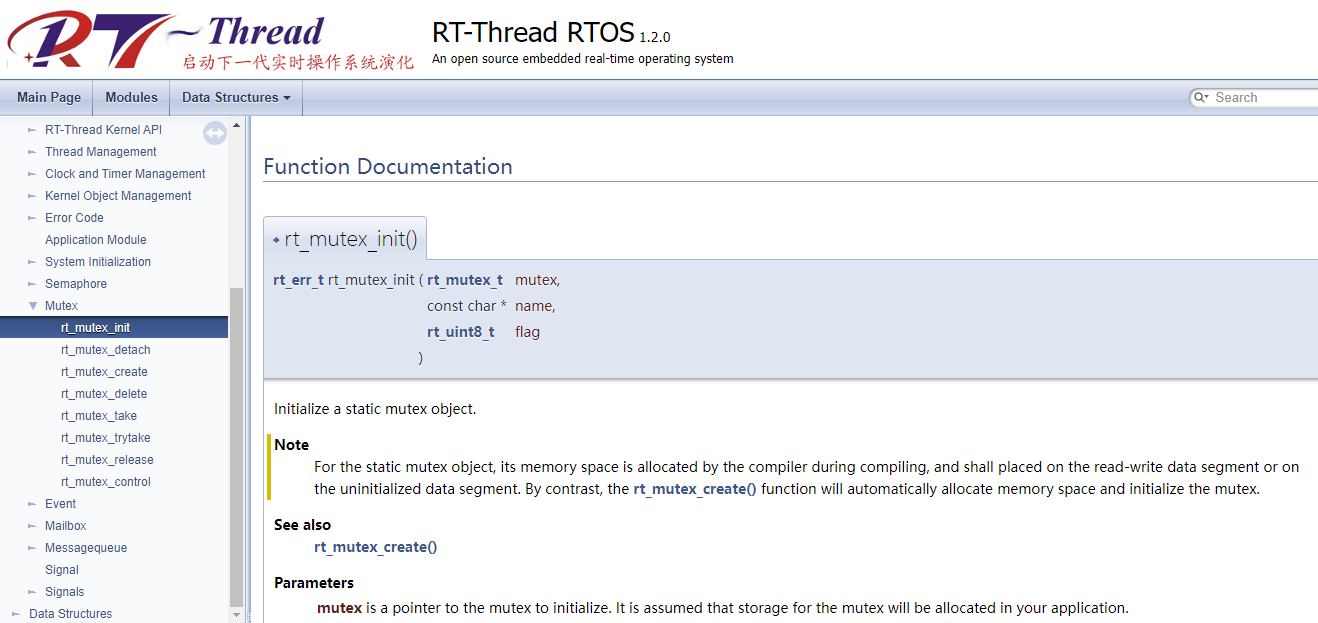 RT-Thread
启动下一代实时操作系统演化
RT-Thread RTOS 1.2.0
An open source embedded real-time operating system
Main Page Modules Data Structures Search
RT-Thread Kernel API
Thread Management
Clock and Timer Management
Kernel Object Management
Error Code
Application Module
System Initialization
Semaphore
Mutex
rt_mutex_init
rt_mutex_detach
rt_mutex_create
rt_mutex_delete
rt_mutex_take
rt_mutex_trytake
rt_mutex_release
rt_mutex_control
Event
Mailbox
Messagequeue
Signal
Signals
Data Structures
Function Documentation
rt_mutex_init()
rt_err_t rt_mutex_init ( rt_mutex_t mutex,
const char * name,
rt_uint8_t flag
)
Initialize a static mutex object.
Note
For the static mutex object, its memory space is allocated by the compiler during compiling, and shall placed on the read-write data segment or on
the uninitialized data segment. By contrast, the rt_mutex_create() function will automatically allocate memory space and initialize the mutex.
See also
rt_mutex_create()
Parameters
mutex is a pointer to the mutex to initialize. It is assumed that storage for the mutex will be allocated in your application.